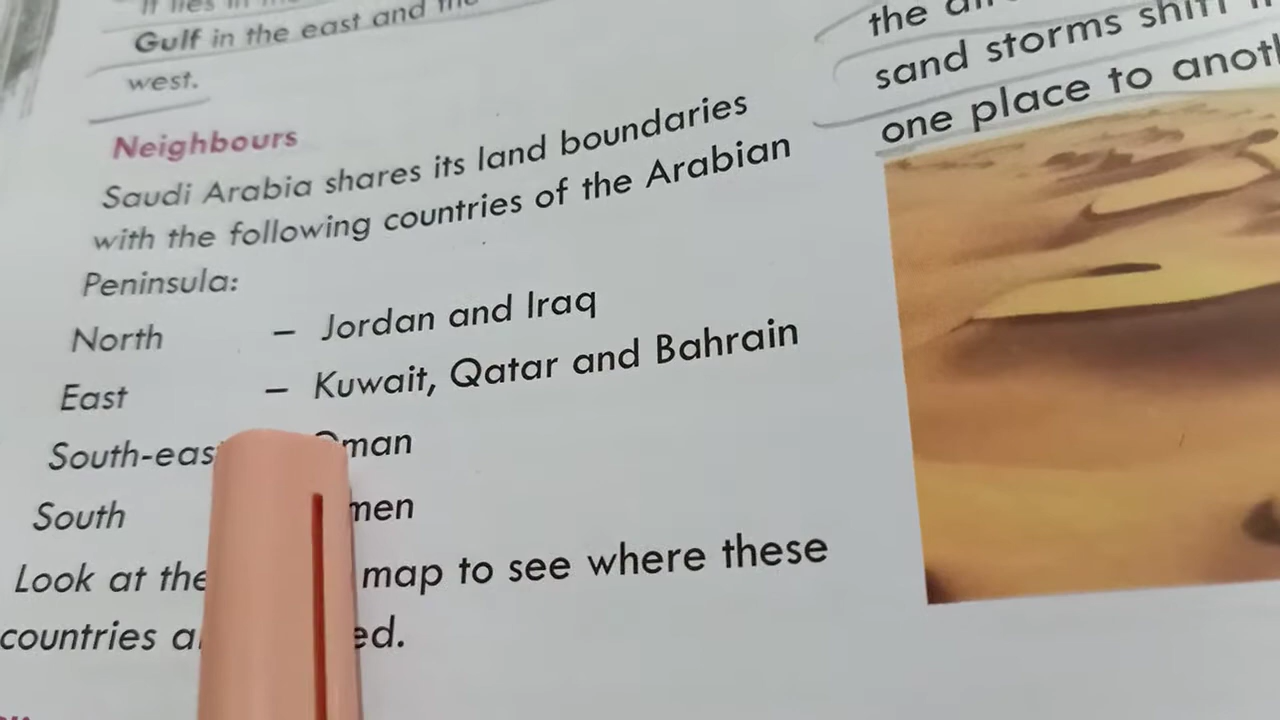 Gulf in the east and the
west.
Neighbours
Saudi Arabia shares its land boundaries
with the following countries of the Arabian
Peninsula:
North – Jordan and Iraq
East – Kuwait, Qatar and Bahrain
South-eas Oman
South men
Look at the map to see where these
countries a ed.
the
sand storms shift
one place to anoth